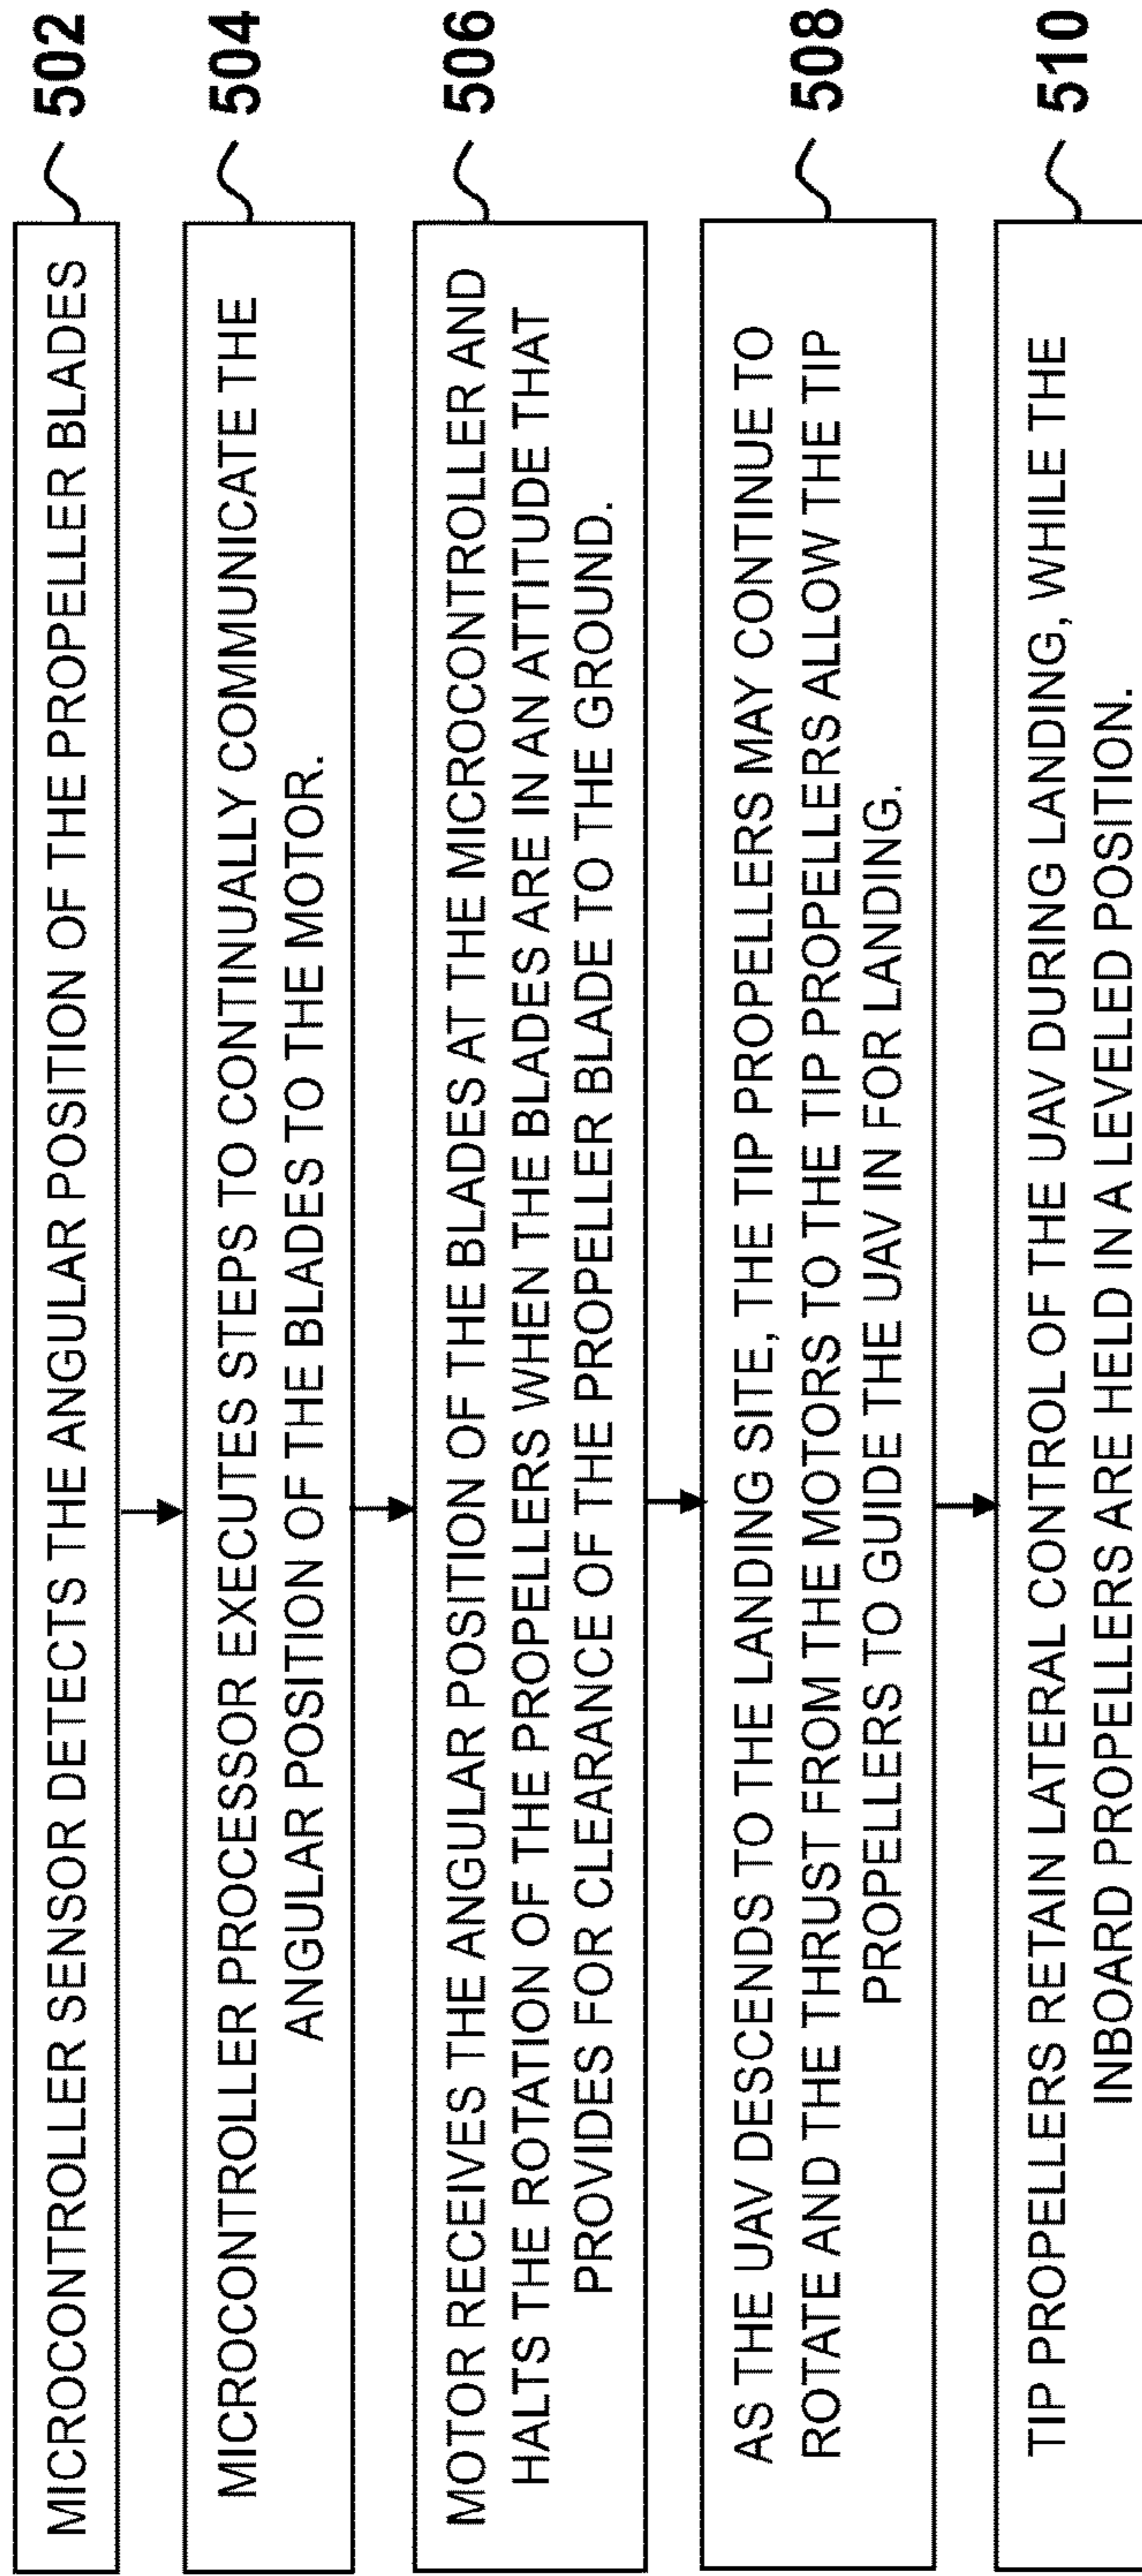 MICROCONTROLLER SENSOR DETECTS THE ANGULAR POSITION OF THE PROPELLER BLADES
502
MICROCONTROLLER PROCESSOR EXECUTES STEPS TO CONTINUALLY COMMUNICATE THE
ANGULAR POSITION OF THE BLADES TO THE MOTOR.
504
MOTOR RECEIVES THE ANGULAR POSITION OF THE BLADES AT THE MICROCONTROLLER AND
HALTS THE ROTATION OF THE PROPELLERS WHEN THE BLADES ARE IN AN ATTITUDE THAT
PROVIDES FOR CLEARANCE OF THE PROPELLER BLADE TO THE GROUND.
506
AS THE UAV DESCENDS TO THE LANDING SITE, THE TIP PROPELLERS MAY CONTINUE TO
ROTATE AND THE THRUST FROM THE MOTORS TO THE TIP PROPELLERS ALLOW THE TIP
PROPELLERS TO GUIDE THE UAV IN FOR LANDING.
508
TIP PROPELLERS RETAIN LATERAL CONTROL OF THE UAV DURING LANDING, WHILE THE
INBOARD PROPELLERS ARE HELD IN A LEVELED POSITION.
510